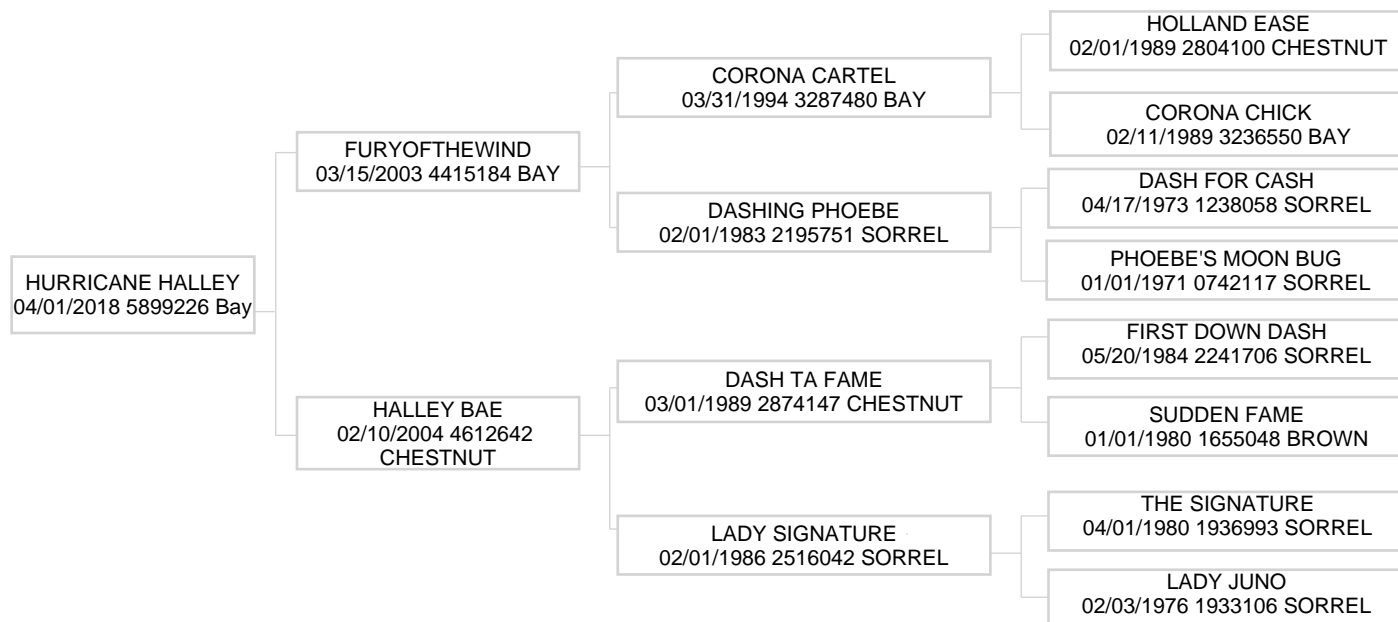 HURRICANE HALLEY
04/01/2018 5899226 Bay
FURYOFTHEWIND
03/15/2003 4415184 BAY
HALLEY BAE
02/10/2004 4612642
CHESTNUT
CORONA CARTEL
03/31/1994 3287480 BAY
DASHING PHOEBE
02/01/1983 2195751 SORREL
DASH TA FAME
03/01/1989 2874147 CHESTNUT
LADY SIGNATURE
02/01/1986 2516042 SORREL
HOLLAND EASE
02/01/1989 2804100 CHESTNUT
CORONA CHICK
02/11/1989 3236550 BAY
DASH FOR CASH
04/17/1973 1238058 SORREL
PHOEBE'S MOON BUG
01/01/1971 0742117 SORREL
FIRST DOWN DASH
05/20/1984 2241706 SORREL
SUDDEN FAME
01/01/1980 1655048 BROWN
THE SIGNATURE
04/01/1980 1936993 SORREL
LADY JUNO
02/03/1976 1933106 SORREL